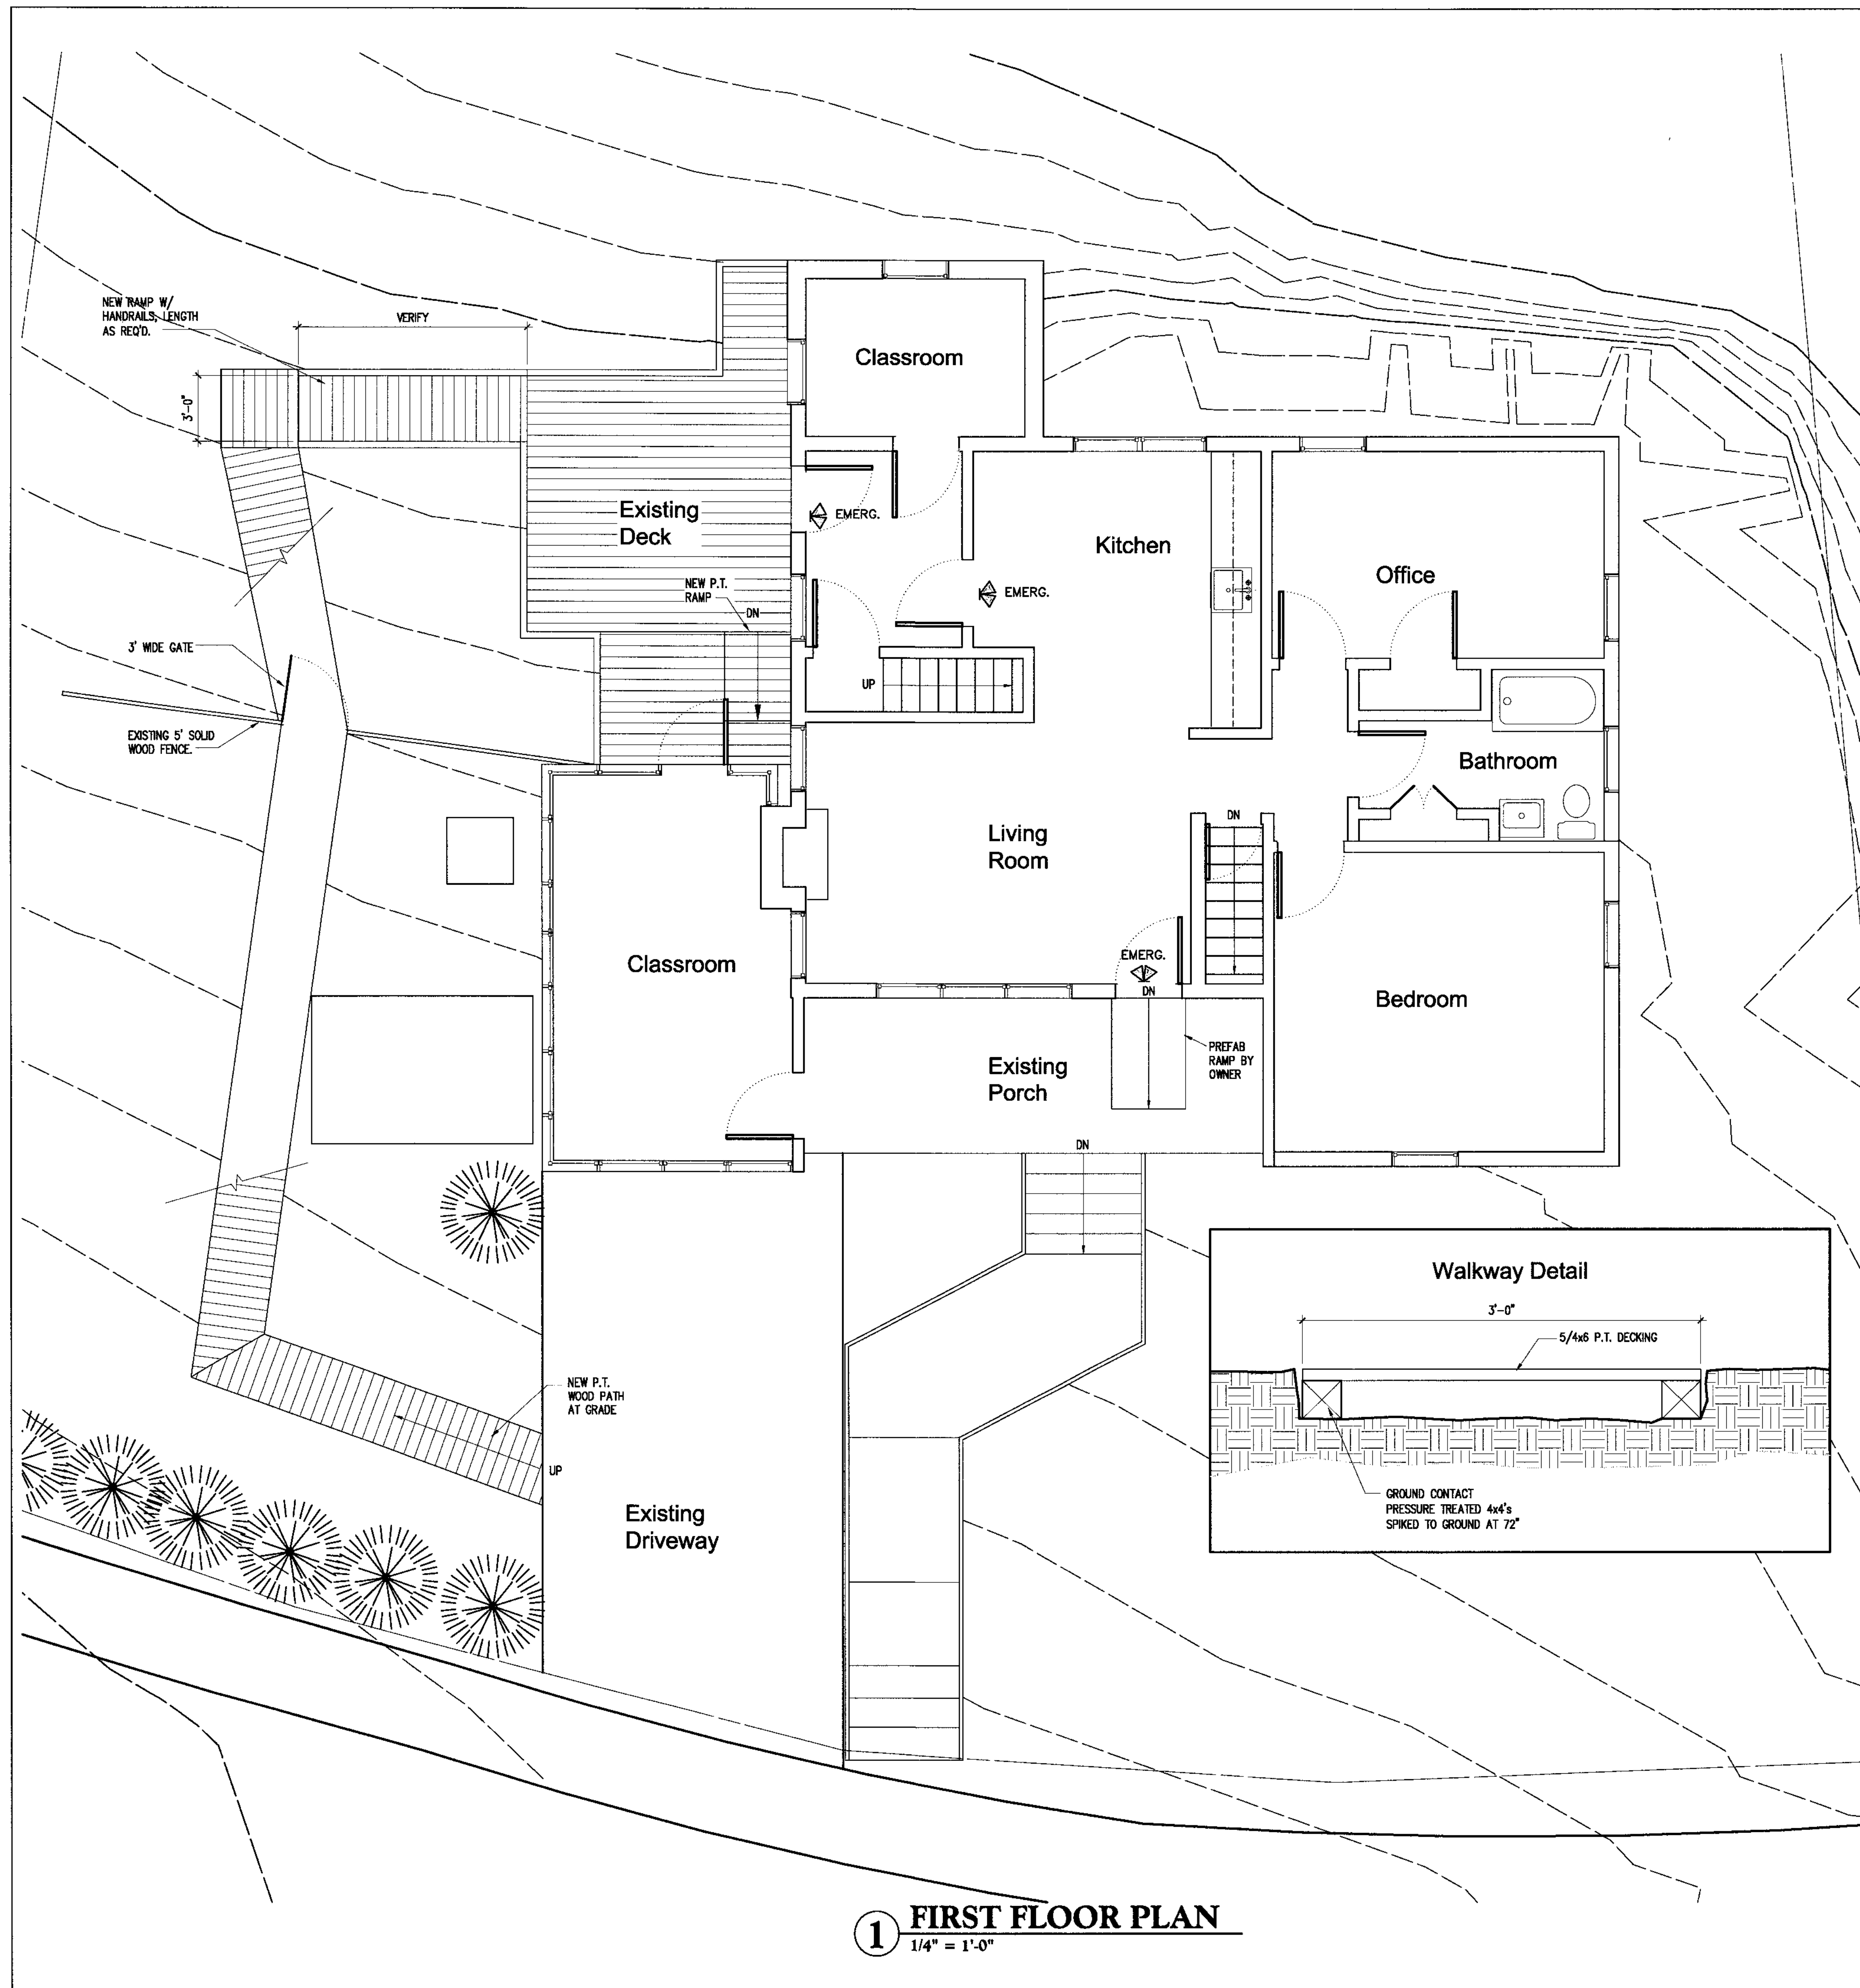 NEW RAMP W/
HANDRAILS, LENGTH
AS REQ'D.
VERIFY
3'-0"
Classroom
Existing
Deck
EMERG.
Kitchen
NEW P.T.
RAMP
DN
EMERG.
Office
3' WIDE GATE
UP
EXISTING 5' SOLID
WOOD FENCE.
Bathroom
Living
Room
DN
Classroom
EMERG.
DN
Bedroom
Existing
Porch
PREFAB
RAMP BY
OWNER
DN
Walkway Detail
3'-0"
5/4x6 P.T. DECKING
NEW P.T.
WOOD PATH
AT GRADE
UP
GROUND CONTACT
PRESSURE TREATED 4x4's
SPIKED TO GROUND AT 72"
Existing
Driveway
1 FIRST FLOOR PLAN
1/4" = 1'-0"